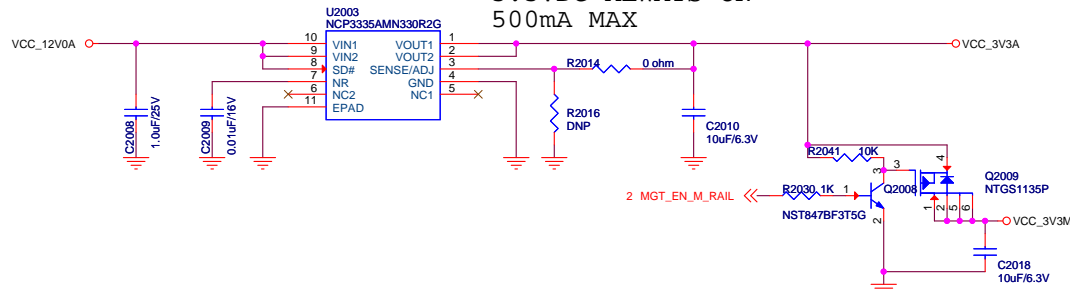 500mA MAX
U2003
NCP3335AMN330R2G
VCC_12V0A
10 VIN1 VOUT1 1
9 VIN2 VOUT2 2
8 SD# SENSE/ADJ 3
7 NR GND 4
6 NC2 NC1 5
11 EPAD
VCC_3V3A
R2014 0 ohm
C2008
1.0uF/25V
C2009
0.01uF/16V
R2016
DNP
C2010
10uF/6.3V
R2041 10K
3
3
4
Q2009
NTGS1135P
2 MGT_EN_M_RAIL
R2030 1K
1
Q2008
NST847BF3T5G
2
1
2
5
6
VCC_3V3M
C2018
10uF/6.3V